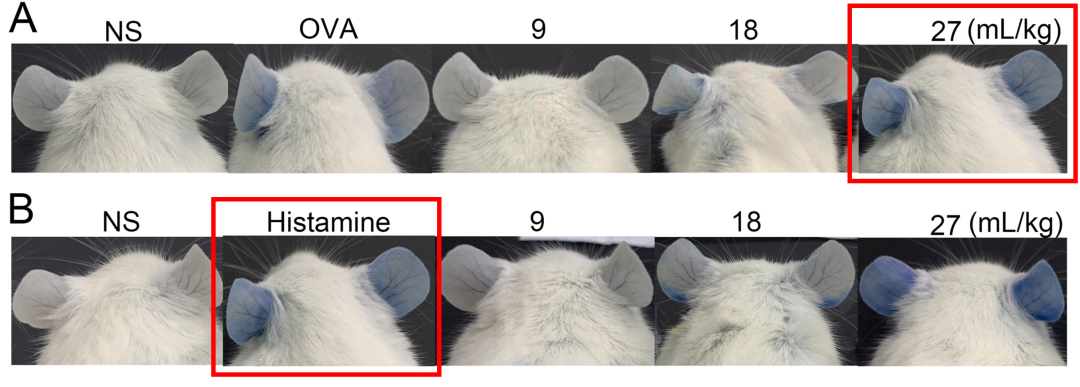 A
NS OVA 9 18 27 (mL/kg)
B
NS Histamine 9 18 27 (mL/kg)